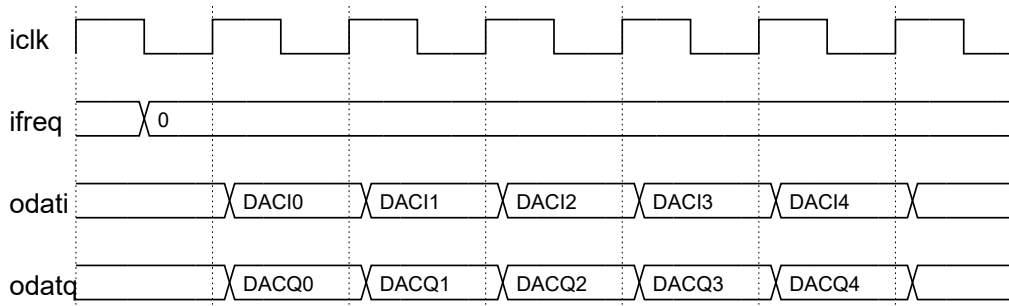 iclk
ifreq 0
odati DACI0 DACI1 DACI2 DACI3 DACI4
odatq DACQ0 DACQ1 DACQ2 DACQ3 DACQ4